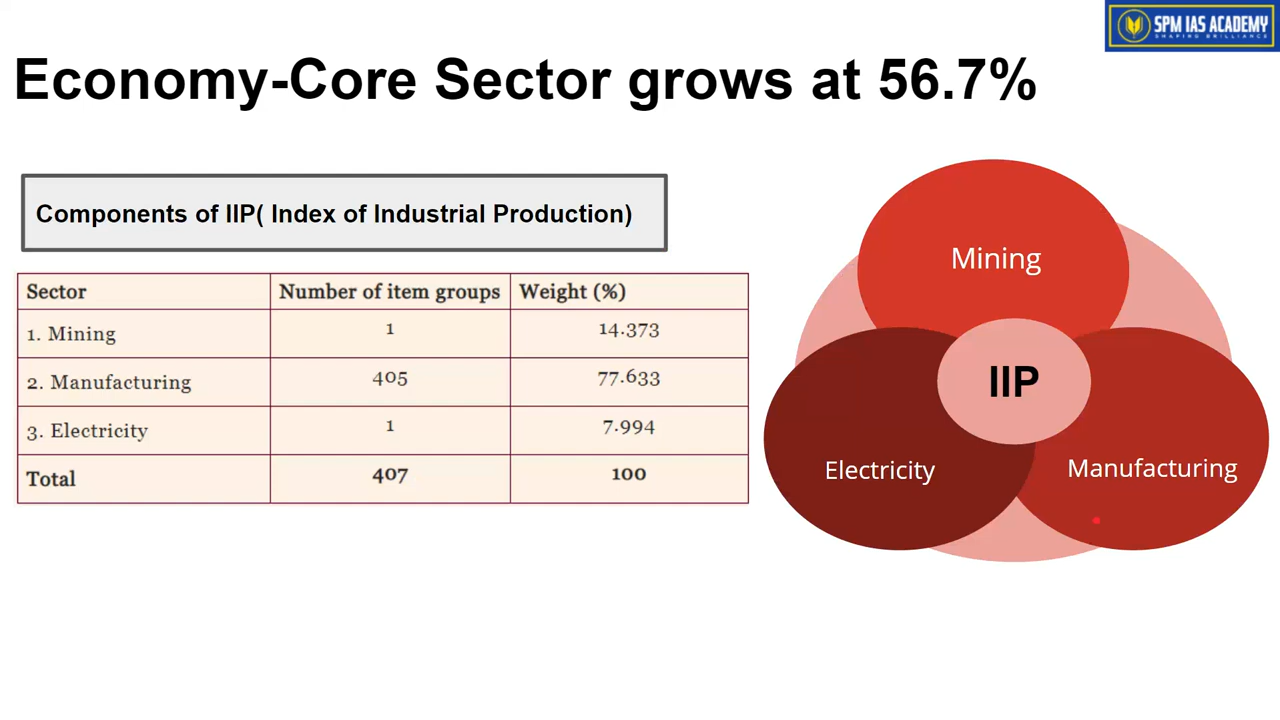 SPM IAS ACADEMY
SHAPING BRILLIANCE
Economy-Core Sector grows at 56.7%
Components of IIP( Index of Industrial Production)
Sector Number of item groups Weight (%)
1. Mining 1 14.373
2. Manufacturing 405 77.633
3. Electricity 1 7.994
Total 407 100
Mining
IIP
Electricity
Manufacturing